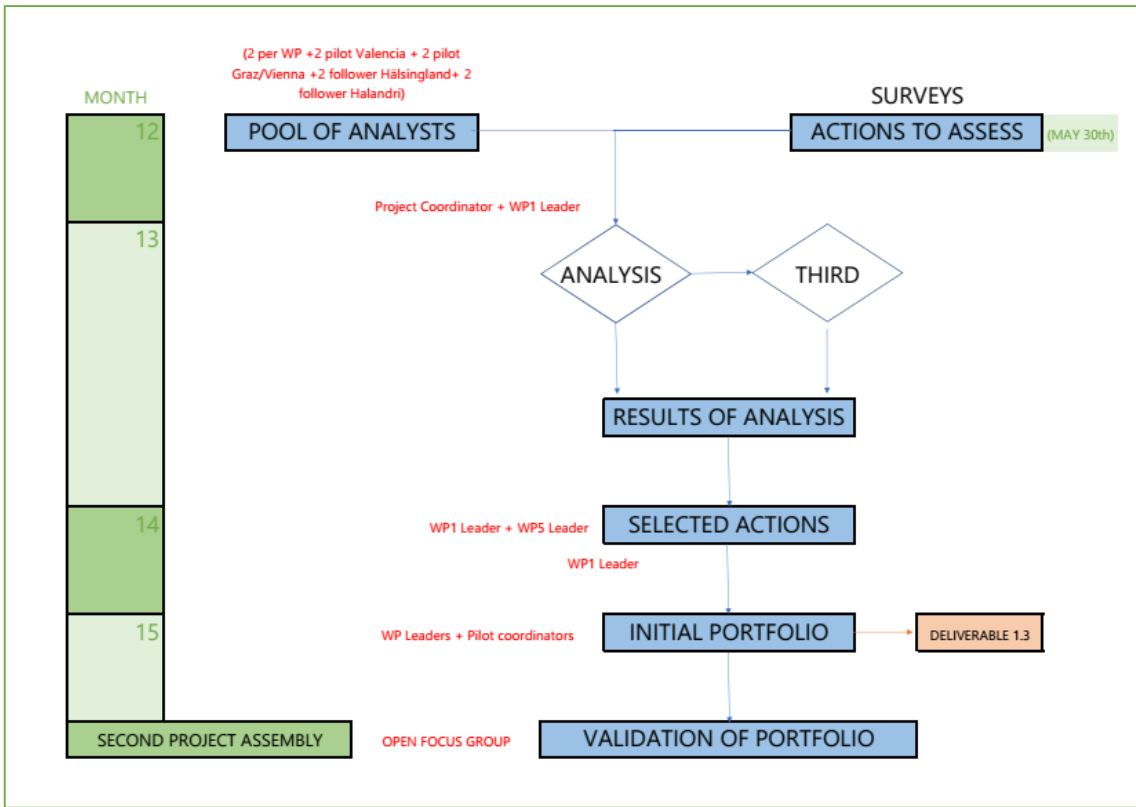 (2 per WP +2 pilot Valencia + 2 pilot
Graz/Vienna +2 follower Hälsingland+ 2
follower Halandri)
MONTH
SURVEYS
12
POOL OF ANALYSTS
ACTIONS TO ASSESS
(MAY 30th)
Project Coordinator + WP1 Leader
13
ANALYSIS
THIRD
RESULTS OF ANALYSIS
14
WP1 Leader + WP5 Leader
SELECTED ACTIONS
WP1 Leader
15
WP Leaders + Pilot coordinators
INITIAL PORTFOLIO
DELIVERABLE 1.3
SECOND PROJECT ASSEMBLY
OPEN FOCUS GROUP
VALIDATION OF PORTFOLIO